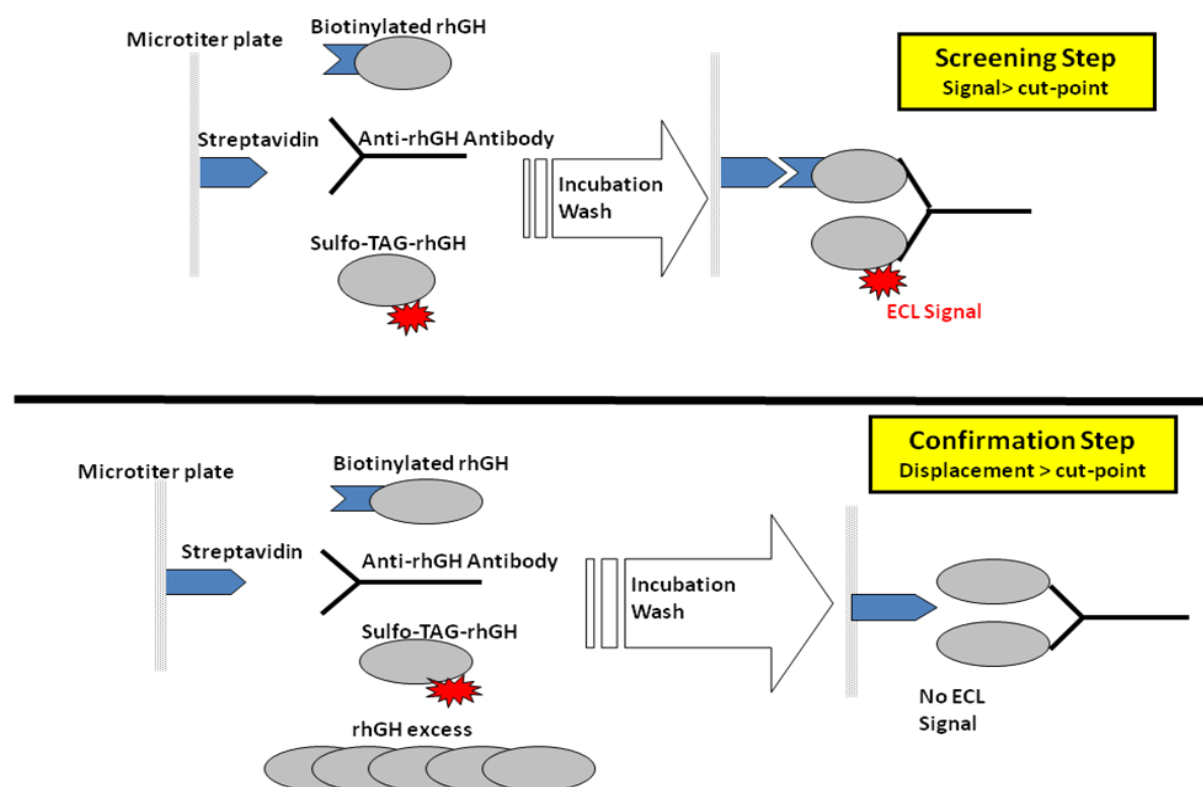 Biotinylated rhGH
Microtiter plate
Screening Step
Signal> cut-point
Streptavidin
Anti-rhGH Antibody
Incubation
Wash
Sulfo-TAG-rhGH
ECL Signal
Confirmation Step
Displacement > cut-point
Biotinylated rhGH
Microtiter plate
Streptavidin
Anti-rhGH Antibody
Incubation
Wash
Sulfo-TAG-rhGH
No ECL
Signal
rhGH excess